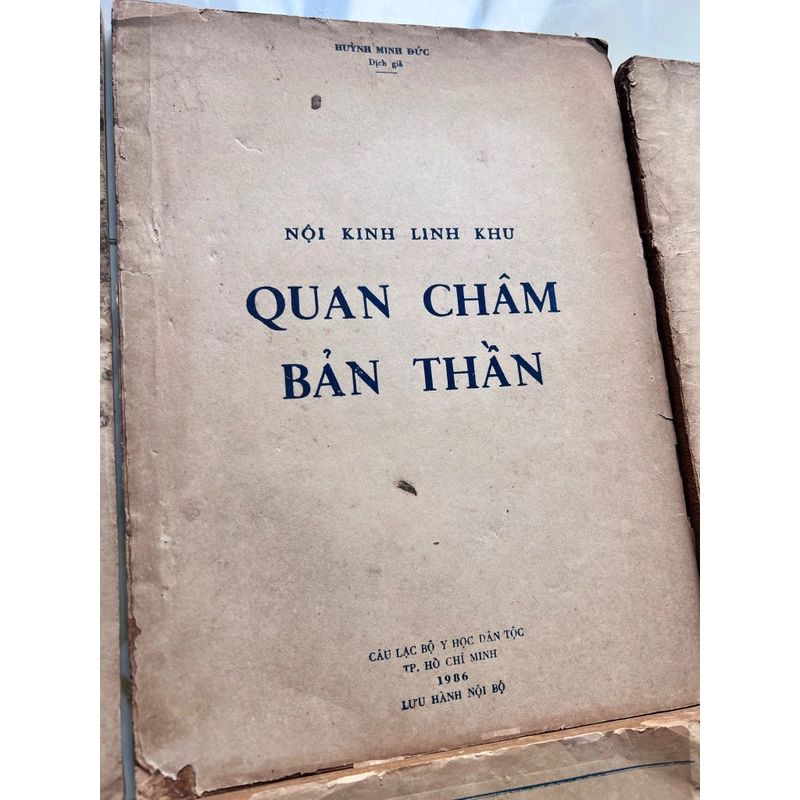 HUỲNH MINH ĐỨC
Dịch giả
NỘI KINH LINH KHU
QUAN CHÂM
BẢN THẦN
CÂU LẠC BỘ Y HỌC DÂN TỘC
TP. HỒ CHÍ MINH
1986
LƯU HÀNH NỘI BỘ